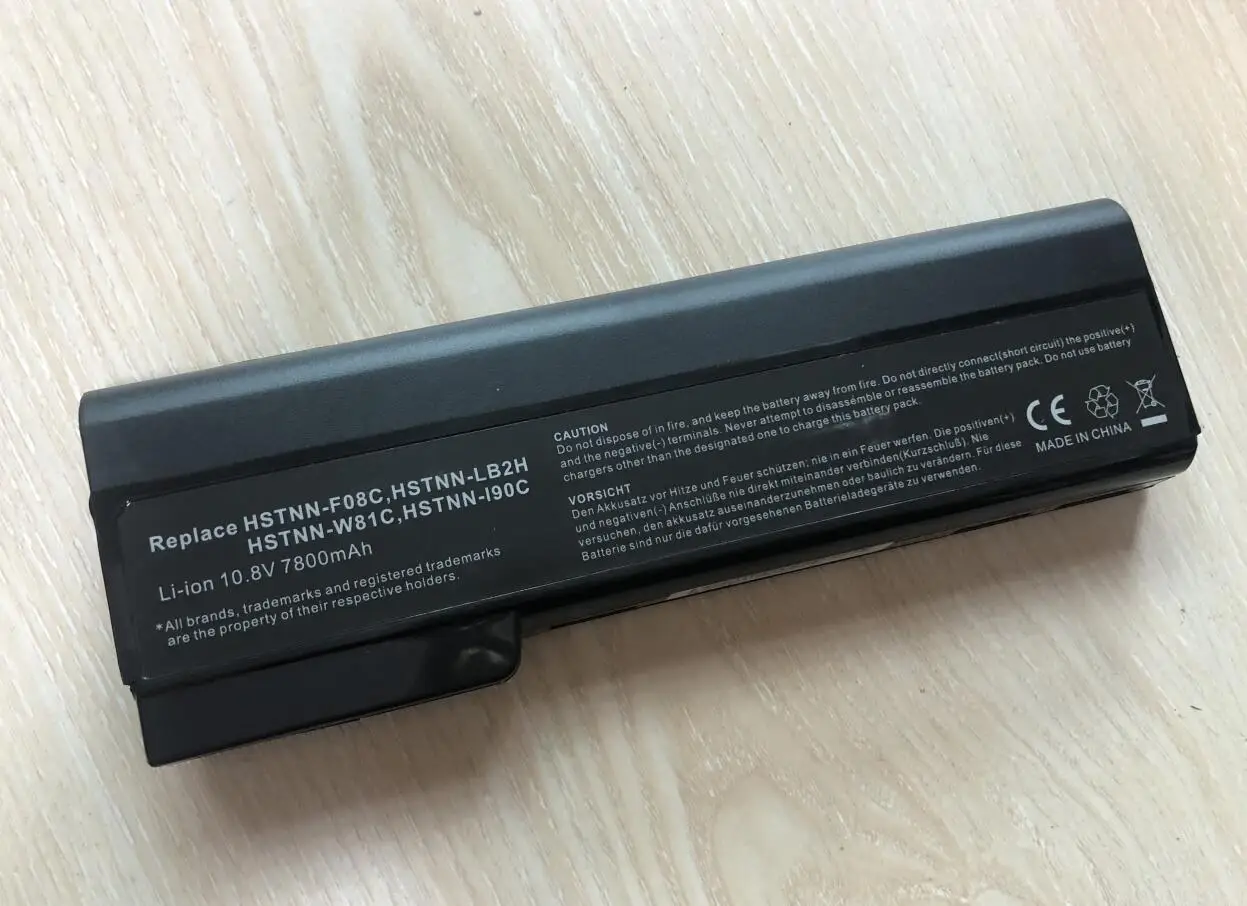 Replace HSTNN-F08C,HSTNN-LB2H
HSTNN-W81C,HSTNN-I90C
Li-ion 10.8V 7800mAh
*All brands, trademarks and registered trademarks
are the property of their respective holders.
CAUTION
Do not dispose of in fire, and keep the battery away from fire. Do not directly connect(short circuit) the positive(+)
and the negative(-) terminals. Never attempt to disassémble or reassemble the battery pack. Do not use battery
chargers other than the designated one to charge this battery pack.
VORSICHT
Den Akkusatz vor Hitze und Feuer schützen; nie in ein Feuer werfen. Die positiven(+)
und negativen(-) Anschlüße nie direkt miteinander verbinden(Kurzschluß). Nie
versuchen, den akkusatz auseinanderzunehmen oder baulich zu verändern. Für diese
Batterie sind nur die dafür vorgesehenen Batterieladegeräte zu verwenden.
CE
MADE IN CHINA